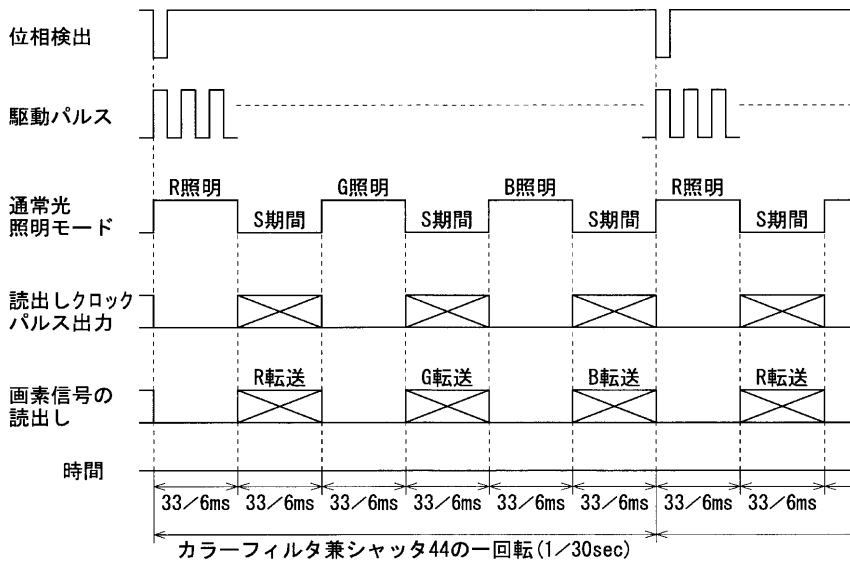 位相検出
駆動パルス
R照明 G照明 B照明 R照明
通常光
照明モード
S期間 S期間 S期間 S期間
読出しクロック
パルス出力
R転送 G転送 B転送 R転送
画素信号の
読出し
時間
33/6ms 33/6ms 33/6ms 33/6ms 33/6ms 33/6ms 33/6ms 33/6ms
カラーフィルタ兼シャッタ44の一回転(1/30sec)